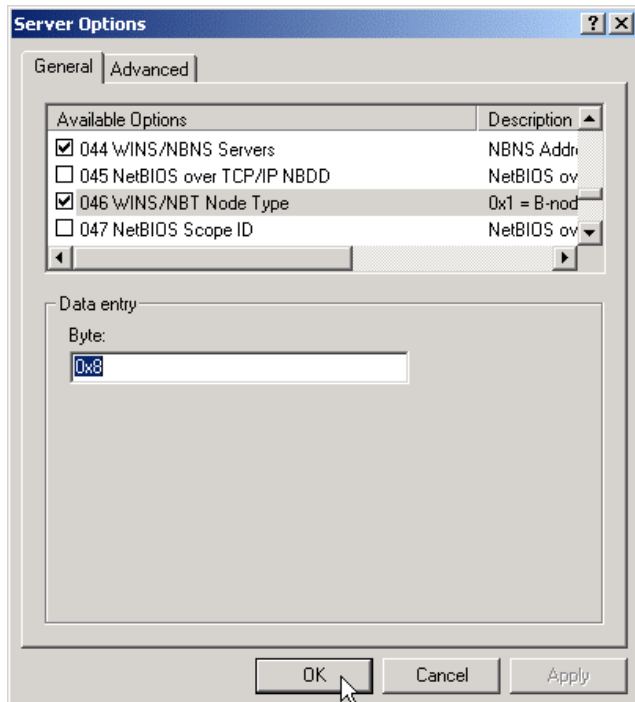 Server Options
General Advanced
Available Options Description
044 WINS/NBNS Servers NBNS Addr
045 NetBIOS over TCP/IP NBDD NetBIOS ov
046 WINS/NBT Node Type 0x1 = B-nod
047 NetBIOS Scope ID NetBIOS ov
Data entry
Byte:
0x8
OK Cancel Apply